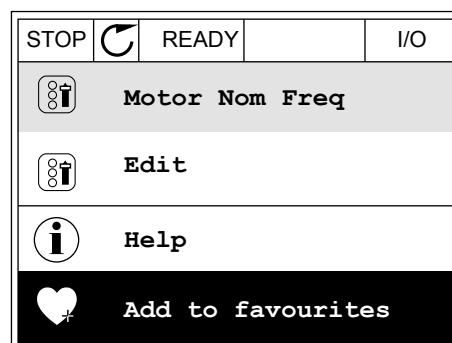 STOP READY I/O
Motor Nom Freq
Edit
Help
Add to favourites